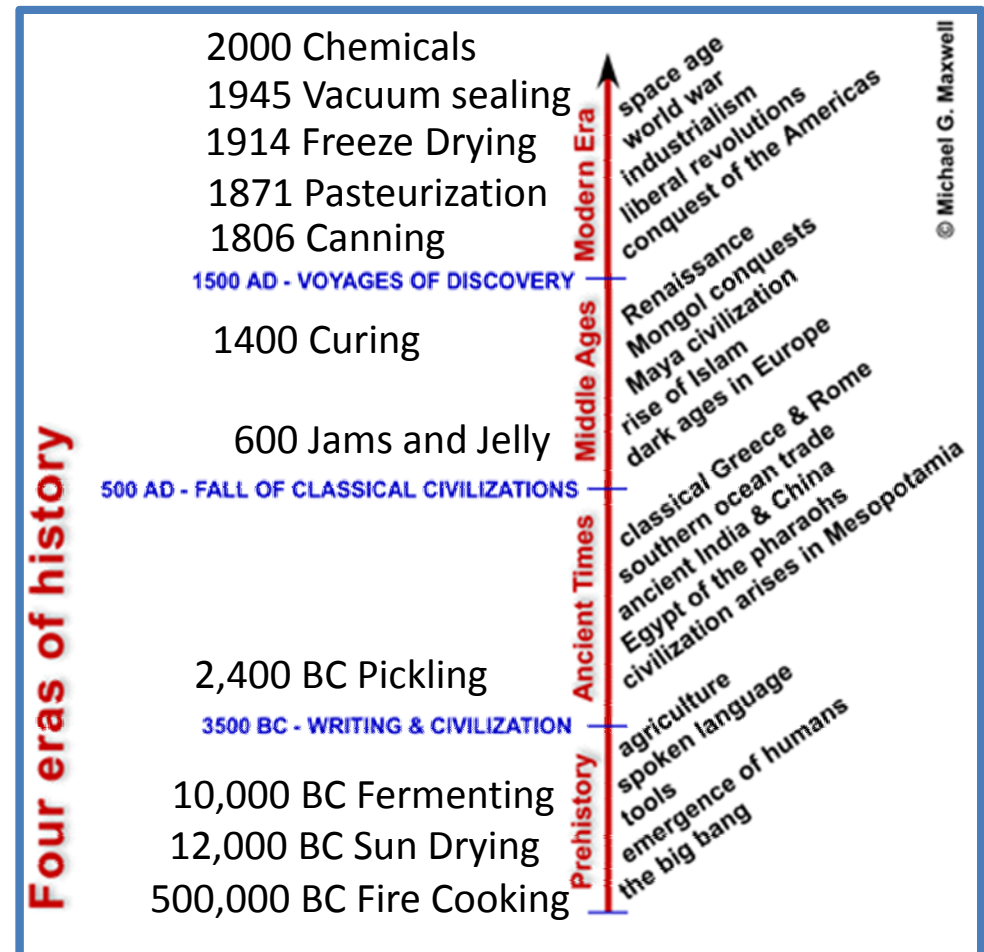 Four eras of history
2000 Chemicals
1945 Vacuum sealing
1914 Freeze Drying
1871 Pasteurization
1806 Canning
1500 AD - VOYAGES OF DISCOVERY
1400 Curing
600 Jams and Jelly
500 AD - FALL OF CLASSICAL CIVILIZATIONS
2,400 BC Pickling
3500 BC - WRITING & CIVILIZATION
10,000 BC Fermenting
12,000 BC Sun Drying
500,000 BC Fire Cooking
Modern Era
Middle Ages
Ancient Times
Prehistory
space age
world war
industrialism
liberal revolutions
conquest of the Americas
Renaissance
Mongol conquests
Maya civilization
rise of Islam
dark ages in Europe
classical Greece & Rome
southern ocean trade
ancient India & China
Egypt of the pharaohs
civilization arises in Mesopotamia
agriculture
spoken language
tools
emergence of humans
the big bang
© Michael G. Maxwell